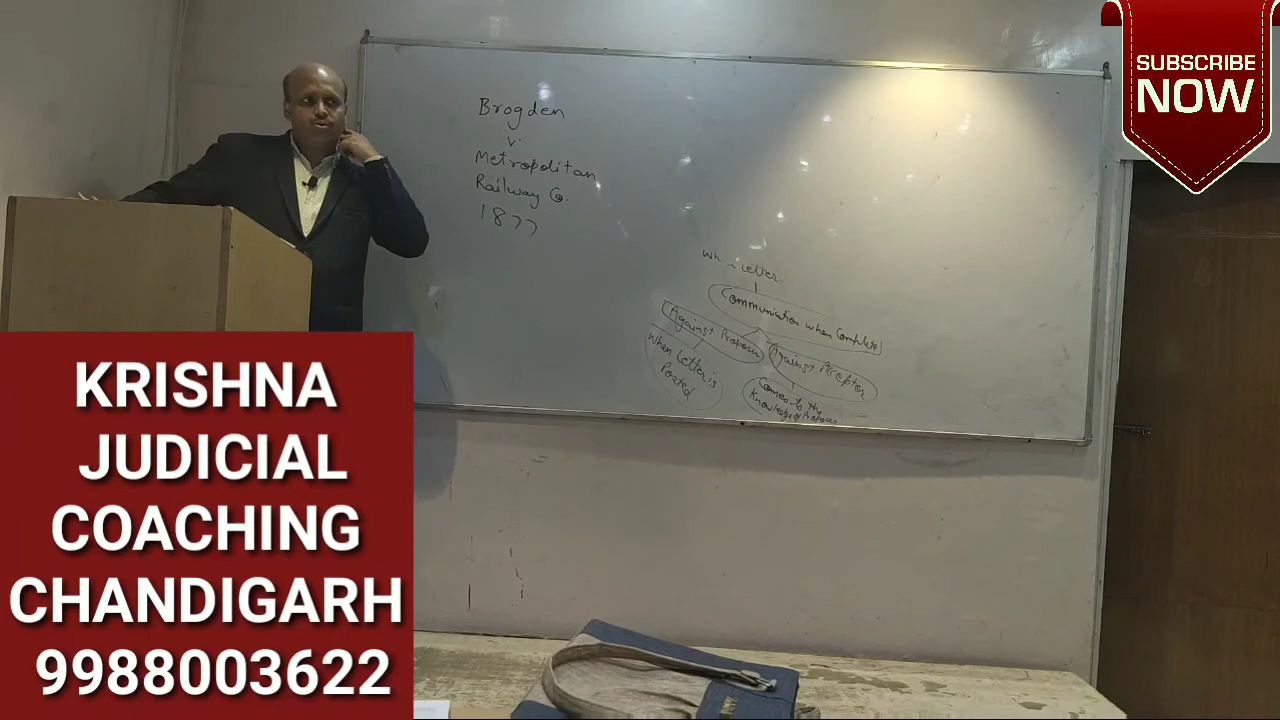 Brogden
v.
Metropolitan
Railway Co.
1877
letter
Communication when Complete
Against Proposer
Against Acceptor
When Letter is
Posted
Comes to the
Knowledge of Proposer
SUBSCRIBE
NOW
KRISHNA
JUDICIAL
COACHING
CHANDIGARH
9988003622